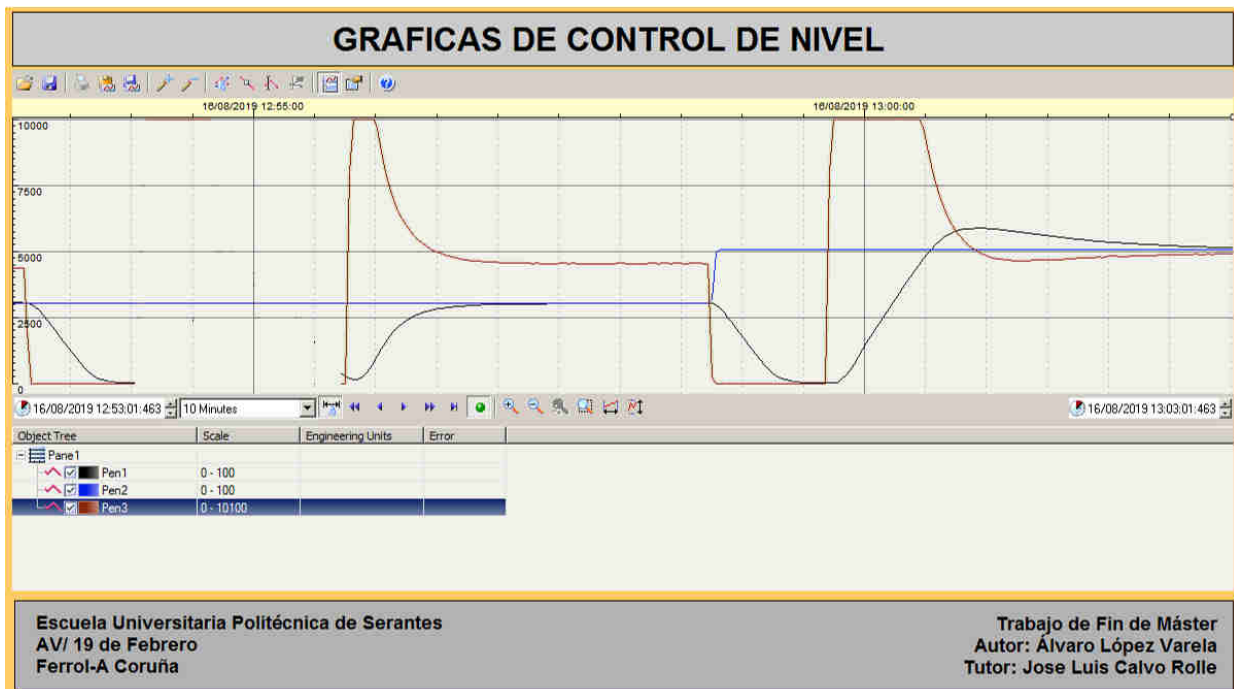 GRAFICAS DE CONTROL DE NIVEL
16/08/2019 12:55:00
16/08/2019 13:00:00
10000
7500
5000
2500
0
16/08/2019 12:53:01:463
10 Minutes
16/08/2019 13:03:01:463
Object Tree Scale Engineering Units Error
Pane1
Pen1 0 - 100
Pen2 0 - 100
Pen3 0 - 10100
Escuela Universitaria Politécnica de Serantes
AV/ 19 de Febrero
Ferrol-A Coruña
Trabajo de Fin de Máster
Autor: Álvaro López Varela
Tutor: Jose Luis Calvo Rolle